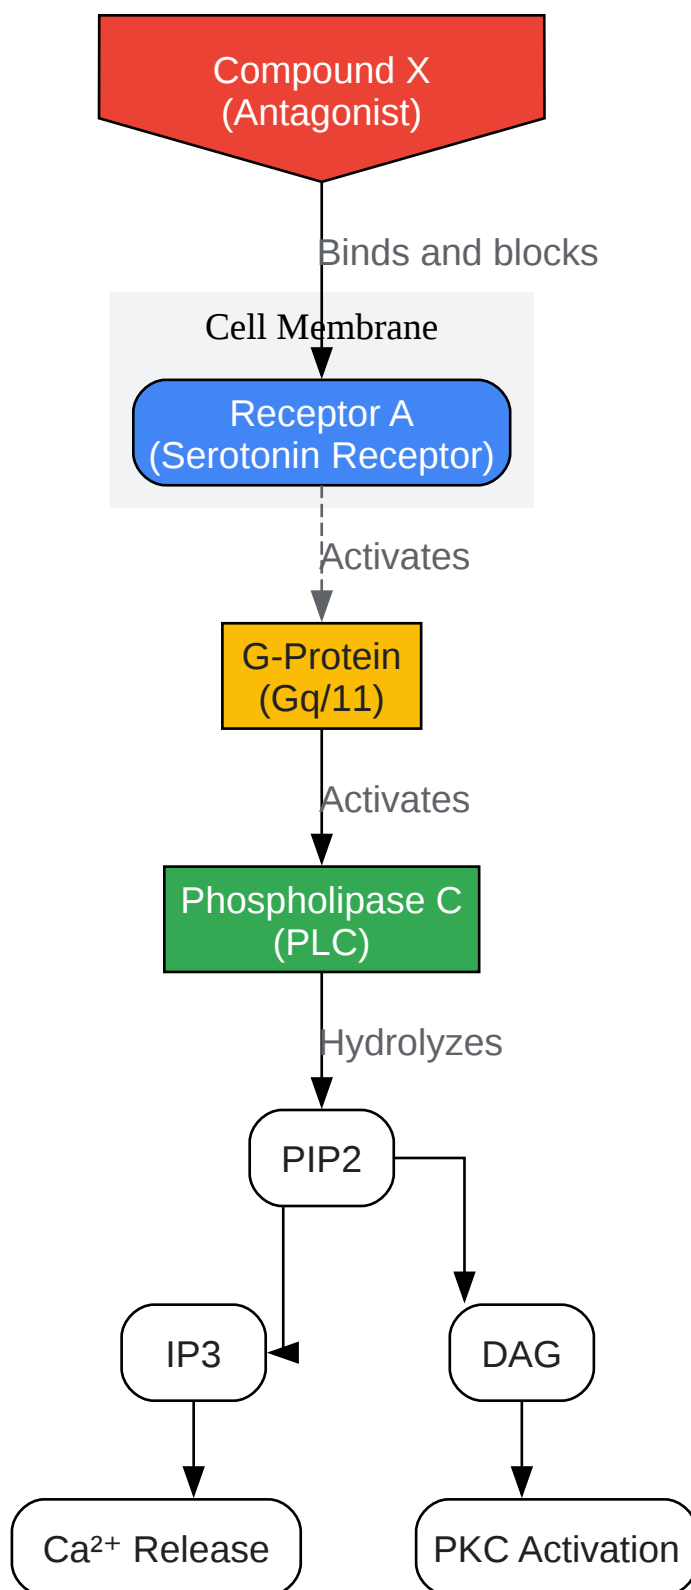 Compound X
(Antagonist)
Binds and blocks
Cell Membrane
Receptor A
(Serotonin Receptor)
Activates
G-Protein
(Gq/11)
Activates
Phospholipase C
(PLC)
Hydrolyzes
PIP2
IP3
DAG
Ca²⁺ Release
PKC Activation